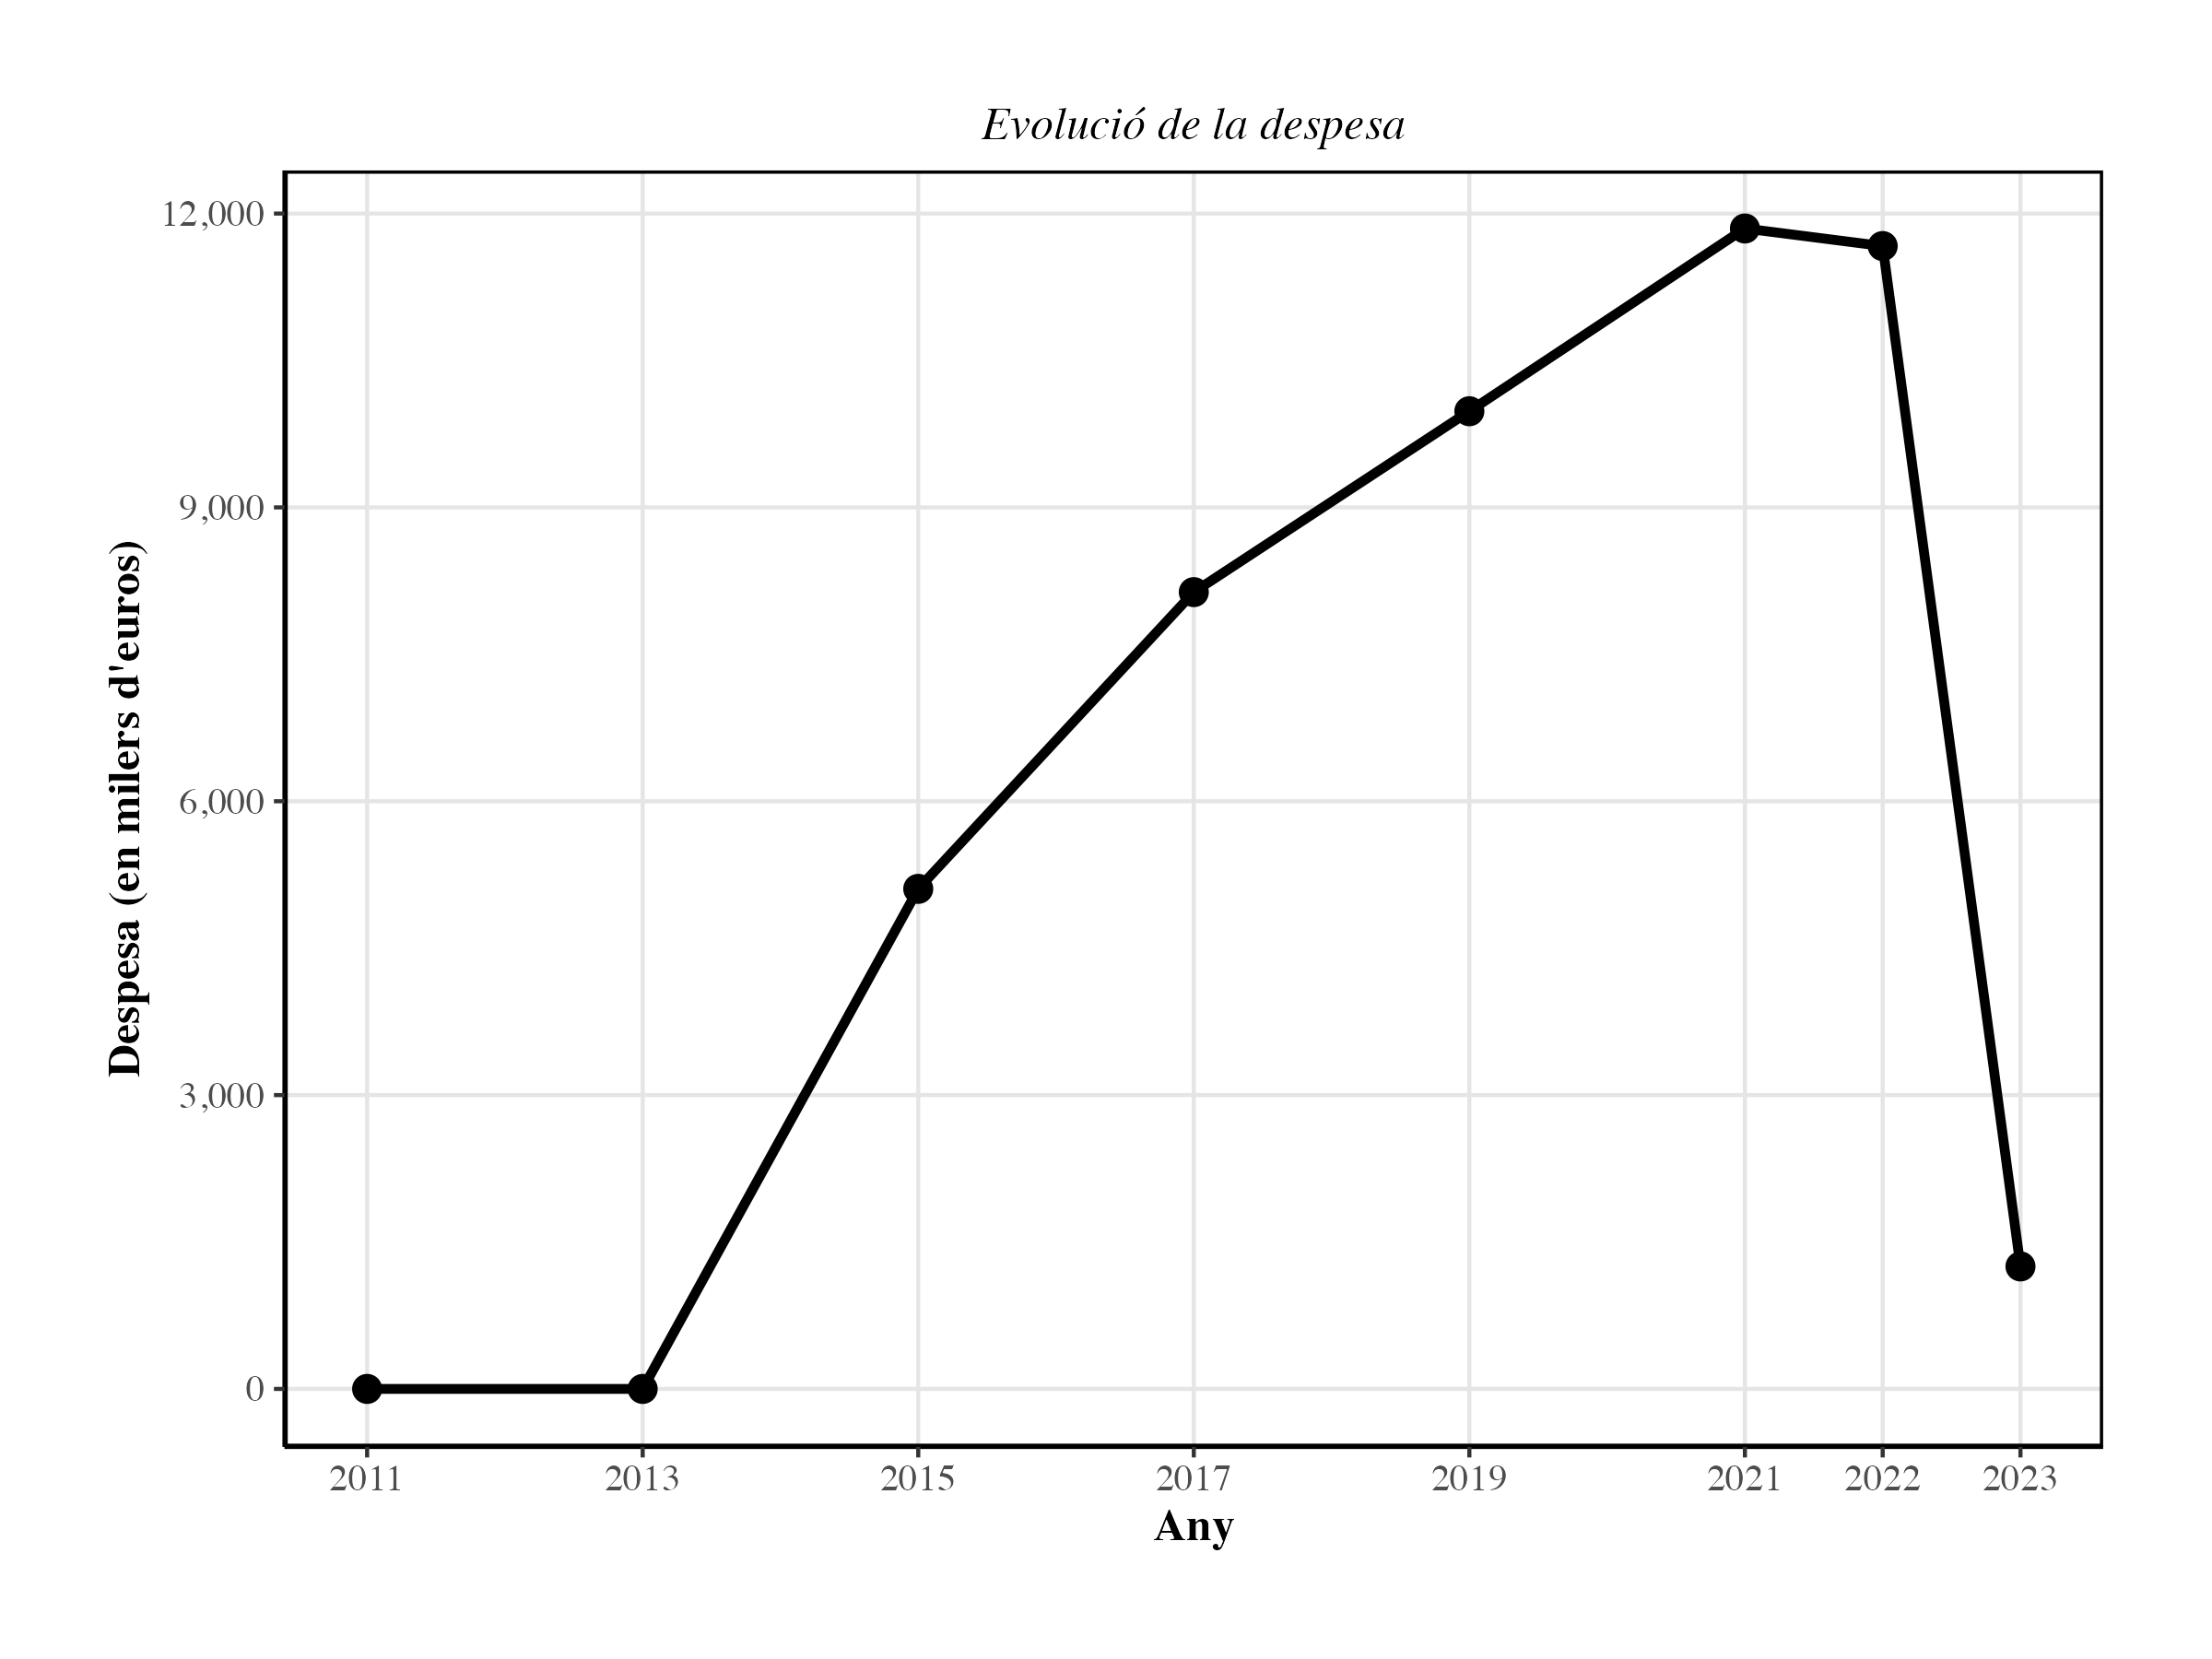 Evolució de la despesa
12,000
9,000
6,000
3,000
0
Despesa (en milers d'euros)
2011 2013 2015 2017 2019 2021 2022 2023
Any